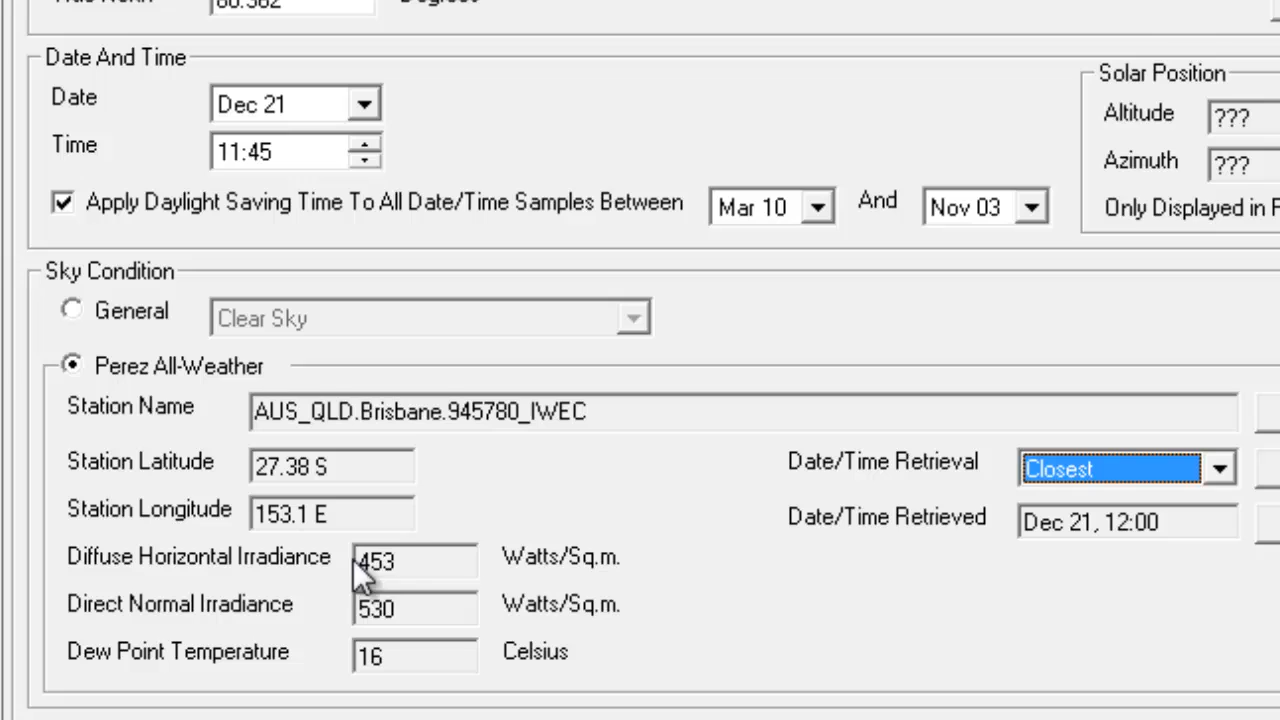 Date And Time
Date Dec 21
Time 11:45
Apply Daylight Saving Time To All Date/Time Samples Between Mar 10 And Nov 03
Solar Position
Altitude ???
Azimuth ???
Only Displayed in
Sky Condition
General Clear Sky
Perez All-Weather
Station Name AUS_QLD.Brisbane.945780_IWEC
Station Latitude 27.38 S Date/Time Retrieval Closest
Station Longitude 153.1 E Date/Time Retrieved Dec 21, 12:00
Diffuse Horizontal Irradiance 453 Watts/Sq.m.
Direct Normal Irradiance 530 Watts/Sq.m.
Dew Point Temperature 16 Celsius